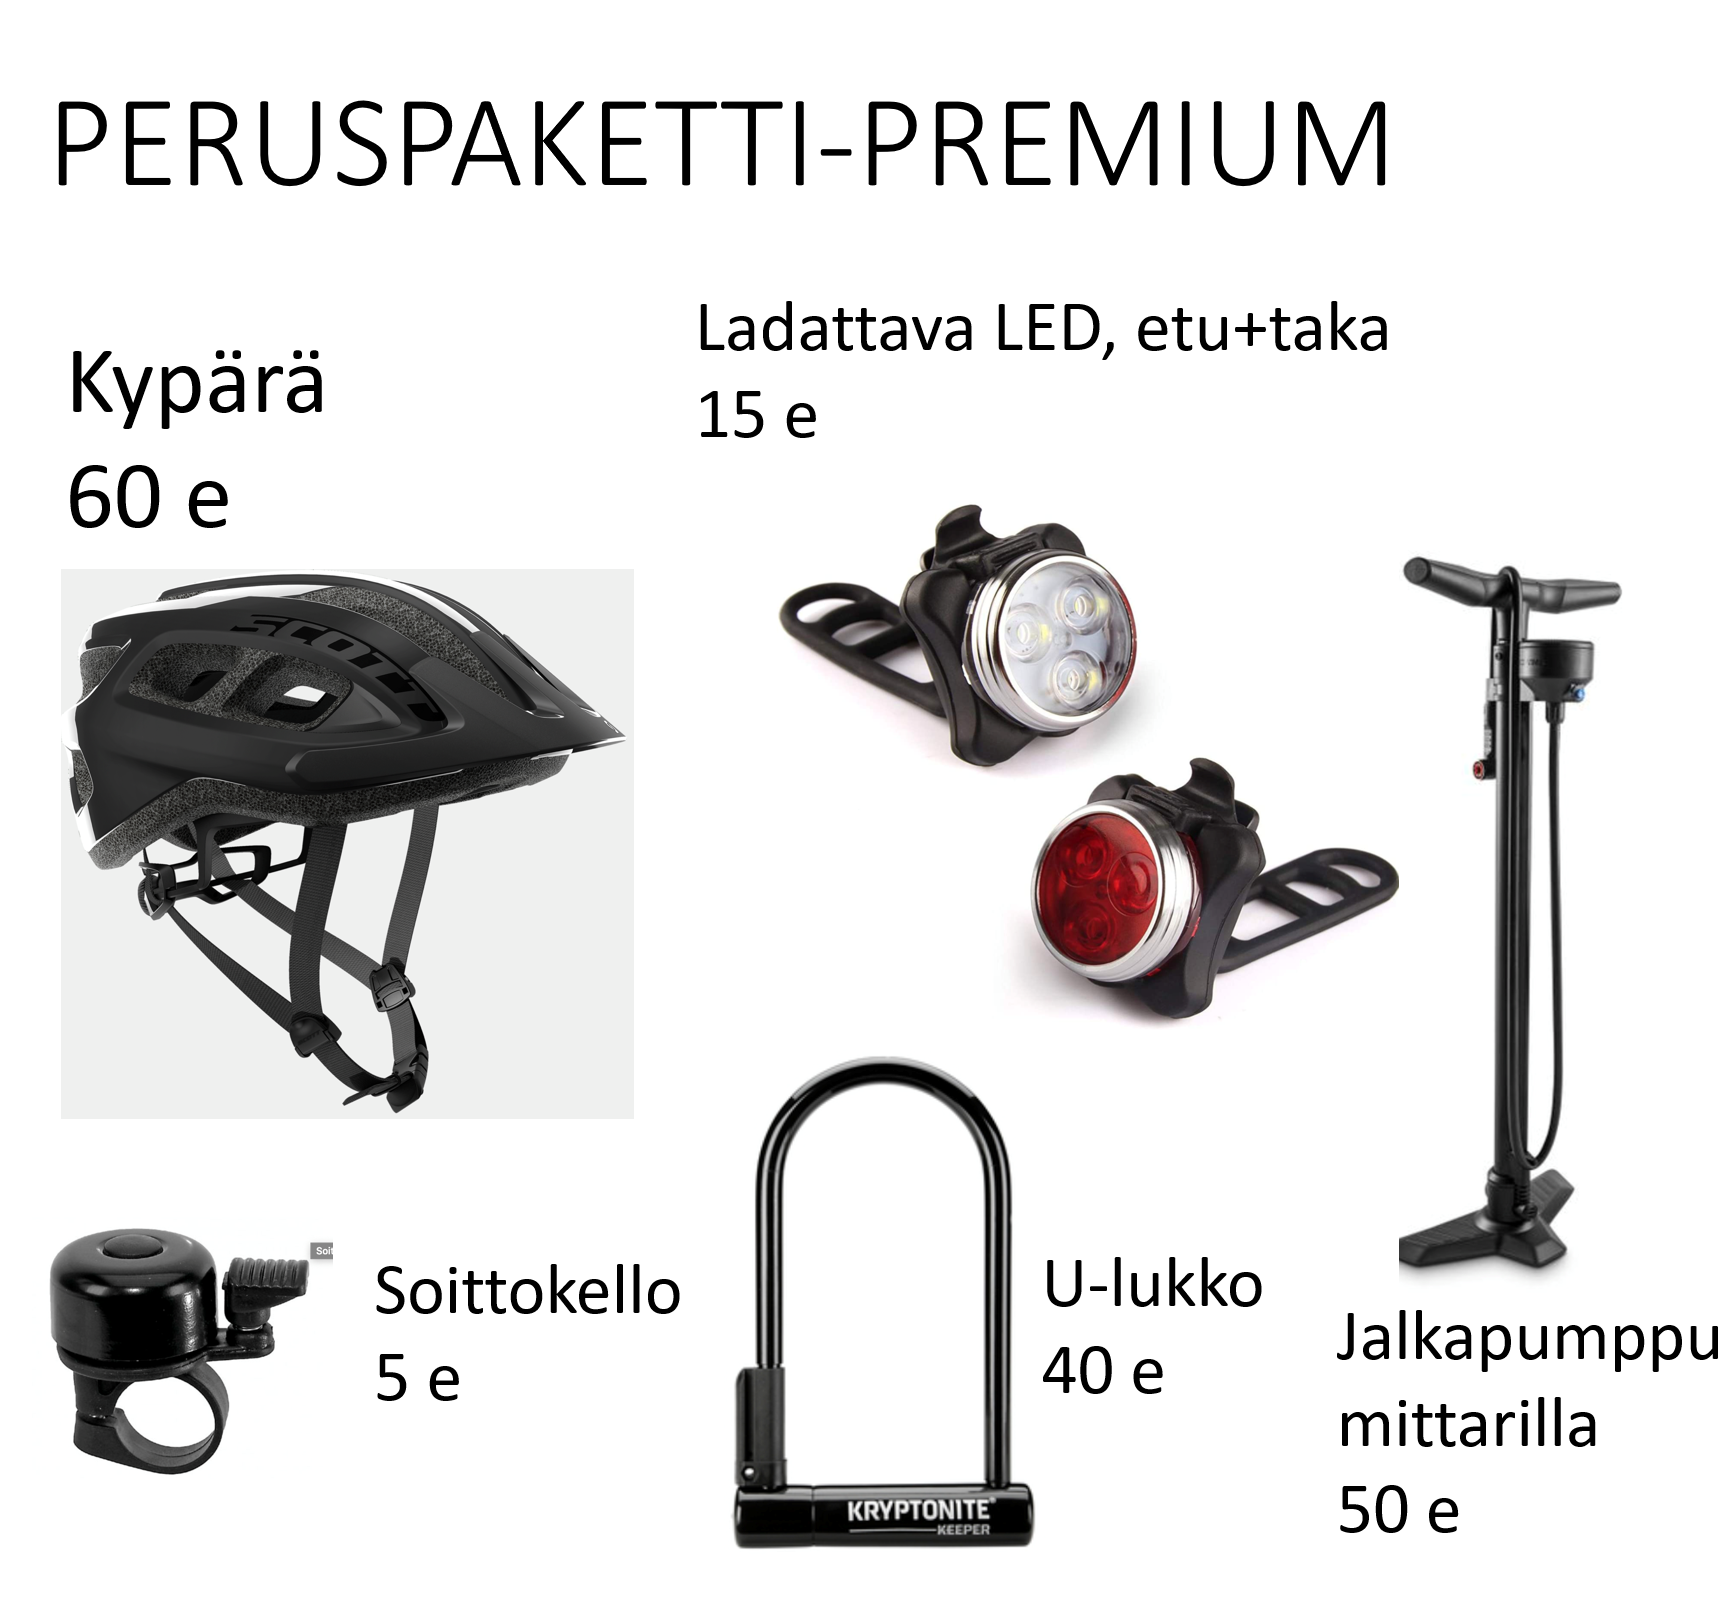 PERUSPAKETTI-PREMIUM
Ladattava LED, etu+taka
15 e
Kypärä
60 e
SCOTT
Soit
Soittokello
5 e
U-lukko
40 e
KRYPTONITE
KEEPER
Jalkapumppu
mittarilla
50 e